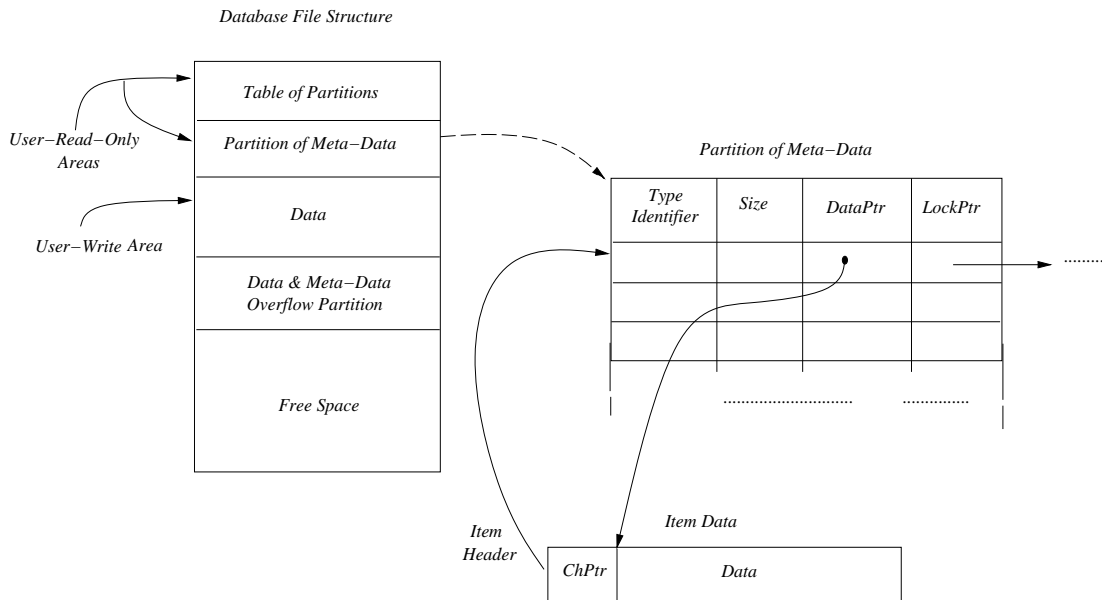 Database File Structure
Table of Partitions
User−Read−Only
Areas
Partition of Meta−Data
Data
User−Write Area
Data & Meta−Data
Overflow Partition
Free Space
Partition of Meta−Data
Type
Identifier
Size
DataPtr
LockPtr
Item
Header
Item Data
ChPtr
Data